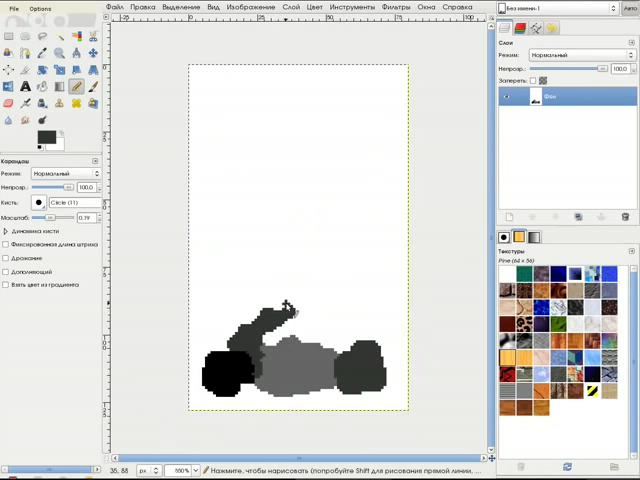 Файл Правка Выделение Вид Изображение Слой Цвет Инструменты Фильтры Окна Справка
Pine Options
Без имени-1
Авто
Слои
Режим: Нормальный
Непрозр.: 100,0
Запереть:
Фон
Карандаш
Режим: Нормальный
Непрозр.: 100,0
Кисть: Circle (11)
Масштаб: 0,79
Динамика кисти
Фиксированная длина штриха
Дрожание
Дополняющий
Взять цвет из градиента
Текстуры
Pine (64 x 56)
35, 88 px 550% Нажмите, чтобы нарисовать (попробуйте Shift для рисования прямой линии, ...